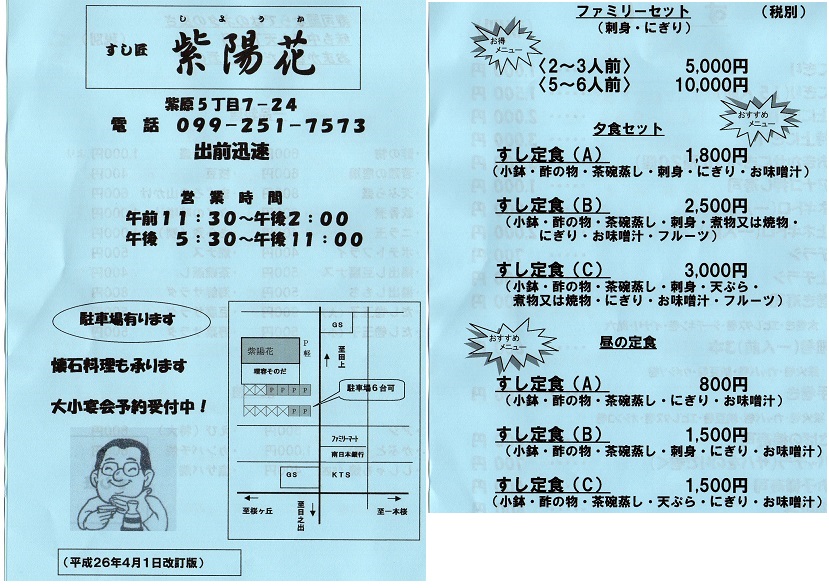 しょうか
すし匠 紫陽花
紫原5丁目7－24
電 話 099－251－7573
出前迅速
営 業 時 間
午前11：30～午後2：00
午後 5：30～午後11：00
駐車場有ります
懐石料理も承ります
大小宴会予約受付中！
GS
紫陽花
P
軽
至田上
理容そのだ
P P P P
P P
駐車場6台可
ファミリーマート
南日本銀行
GS
KTS
至桜ヶ丘
至日之出
至一本桜
（平成26年4月1日改訂版）
ファミリーセット （税別）
（刺身・にぎり）
お得
メニュー
〈2～3人前〉 5,000円
〈5～6人前〉 10,000円
おすすめ
メニュー
夕食セット
すし定食（A） 1,800円
（小鉢・酢の物・茶碗蒸し・刺身・にぎり・お味噌汁）
すし定食（B） 2,500円
（小鉢・酢の物・茶碗蒸し・刺身・煮物又は焼物・
にぎり・お味噌汁・フルーツ）
すし定食（C） 3,000円
（小鉢・酢の物・茶碗蒸し・刺身・天ぷら・
煮物又は焼物・にぎり・お味噌汁・フルーツ）
おすすめ
メニュー
昼の定食
すし定食（A） 800円
（小鉢・酢の物・茶碗蒸し・にぎり・お味噌汁）
すし定食（B） 1,500円
（小鉢・酢の物・茶碗蒸し・刺身・にぎり・お味噌汁）
すし定食（C） 1,500円
（小鉢・酢の物・茶碗蒸し・天ぷら・にぎり・お味噌汁）